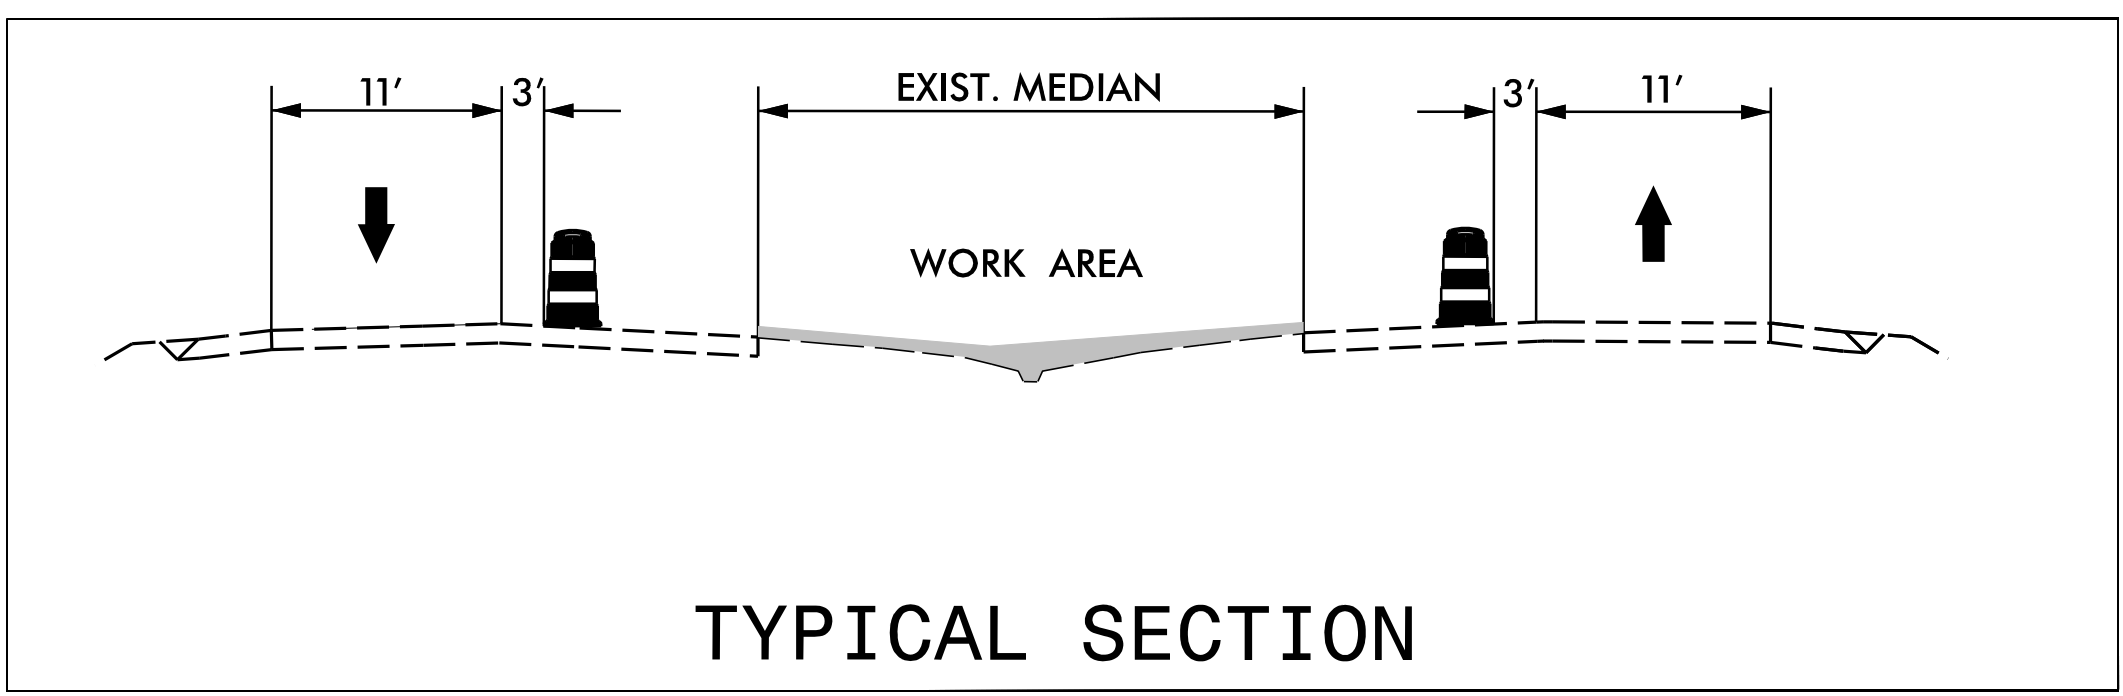 11' 3' EXIST. MEDIAN 3' 11'
WORK AREA
TYPICAL SECTION